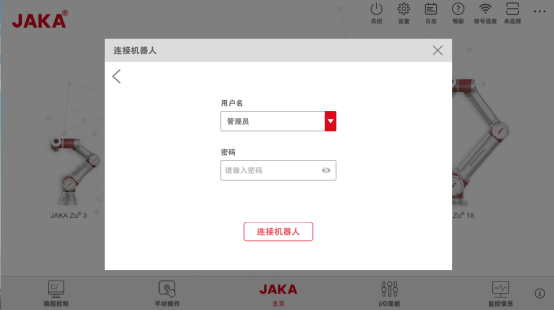 JAKA®
关闭 设置 日志 帮助 信号强度 未连接
连接机器人
用户名
管理员
密码
请输入密码
连接机器人
JAKA Zu® 3
Zu® 18
编程控制 手动操作 JAKA 主页 I/O面板 监控信息